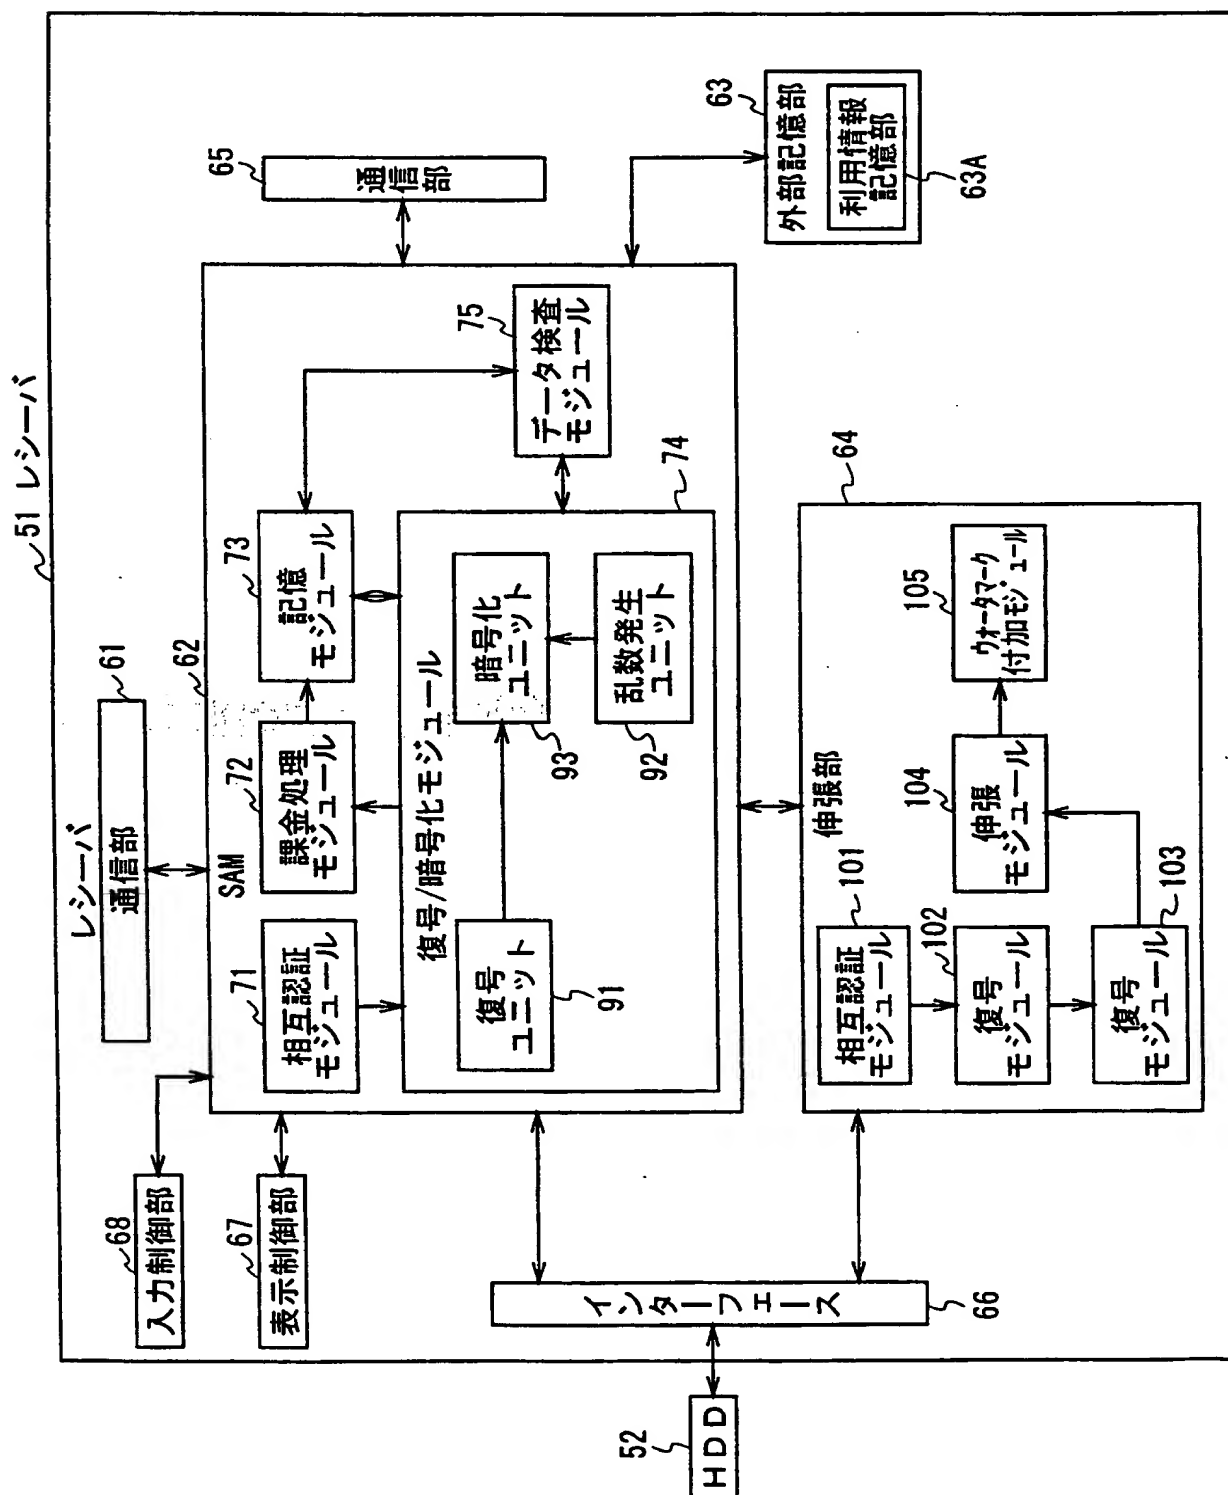 51 レシーバ
レシーバ
61
通信部
68
入力制御部
67
表示制御部
62
SAM
71
相互認証
モジュール
72
課金処理
モジュール
73
記憶
モジュール
復号/暗号化モジュール
74
復号
ユニット
91
暗号化
ユニット
93
乱数発生
ユニット
92
75
データ検査
モジュール
65
通信部
63
外部記憶部
利用情報
記憶部
63A
インターフェース
66
52
HDD
伸張部
64
101
相互認証
モジュール
102
復号
モジュール
103
復号
モジュール
104
伸張
モジュール
105
ウォータマーク
付加モジュール